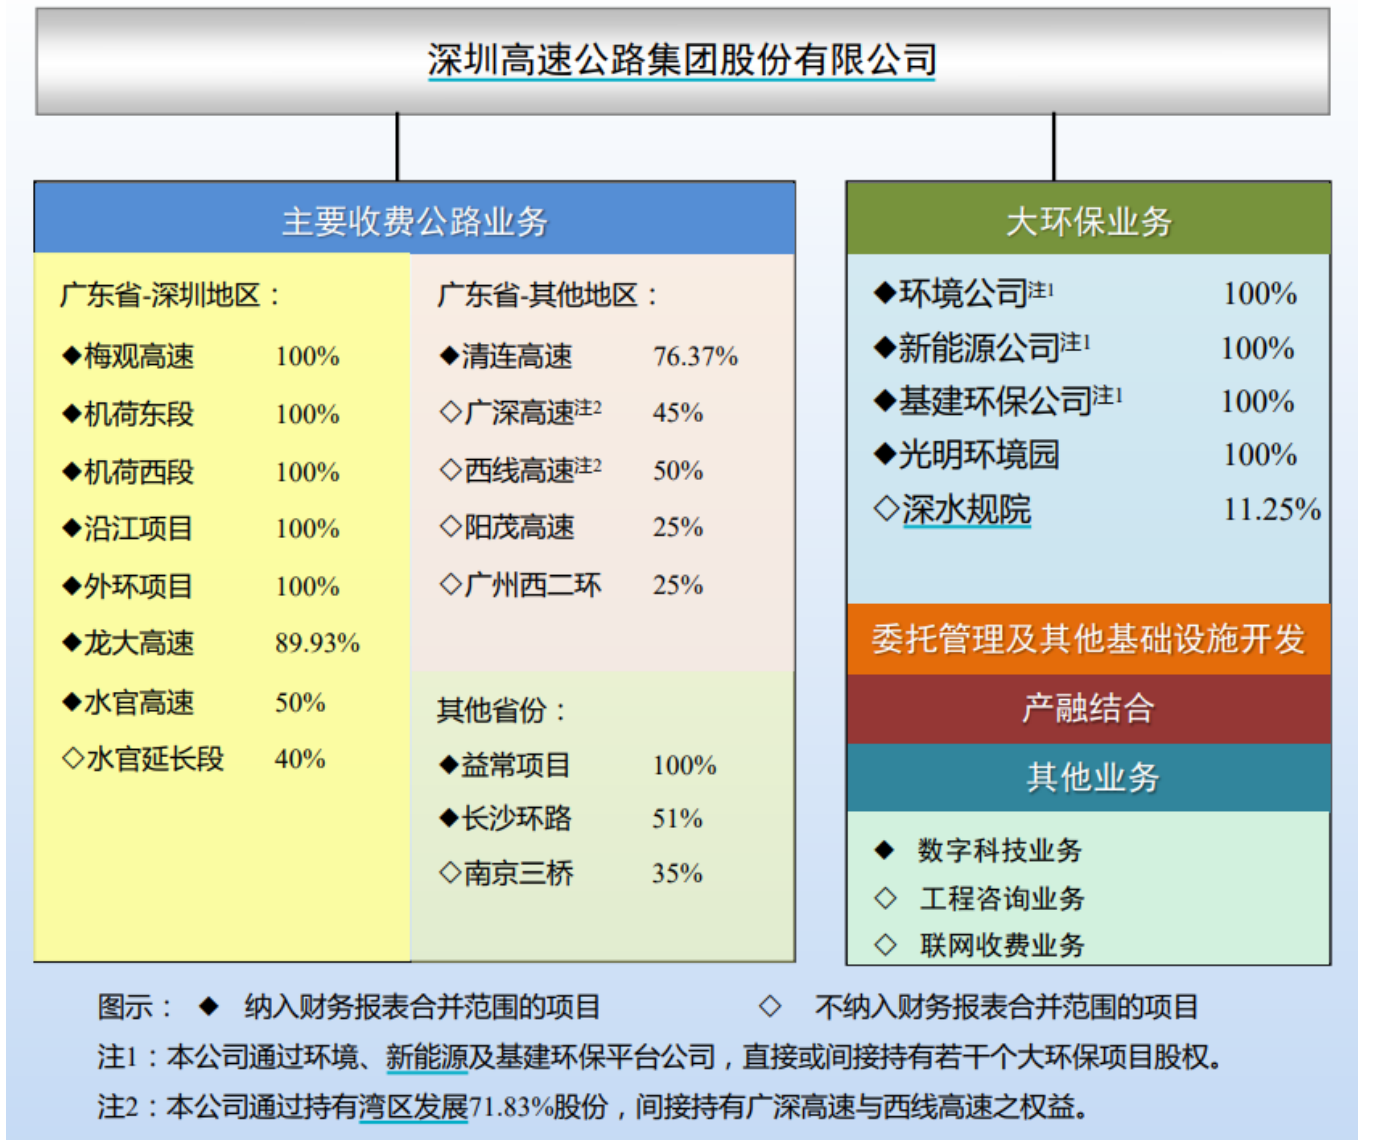 深圳高速公路集团股份有限公司
主要收费公路业务
广东省-深圳地区：
◆梅观高速 100%
◆机荷东段 100%
◆机荷西段 100%
◆沿江项目 100%
◆外环项目 100%
◆龙大高速 89.93%
◆水官高速 50%
◇水官延长段 40%
广东省-其他地区：
◆清连高速 76.37%
◇广深高速注2 45%
◇西线高速注2 50%
◇阳茂高速 25%
◇广州西二环 25%
其他省份：
◆益常项目 100%
◆长沙环路 51%
◇南京三桥 35%
大环保业务
◆环境公司注1 100%
◆新能源公司注1 100%
◆基建环保公司注1 100%
◆光明环境园 100%
◇深水规院 11.25%
委托管理及其他基础设施开发
产融结合
其他业务
◆ 数字科技业务
◇ 工程咨询业务
◇ 联网收费业务
图示： ◆ 纳入财务报表合并范围的项目 ◇ 不纳入财务报表合并范围的项目
注1：本公司通过环境、新能源及基建环保平台公司，直接或间接持有若干个大环保项目股权。
注2：本公司通过持有湾区发展71.83%股份，间接持有广深高速与西线高速之权益。